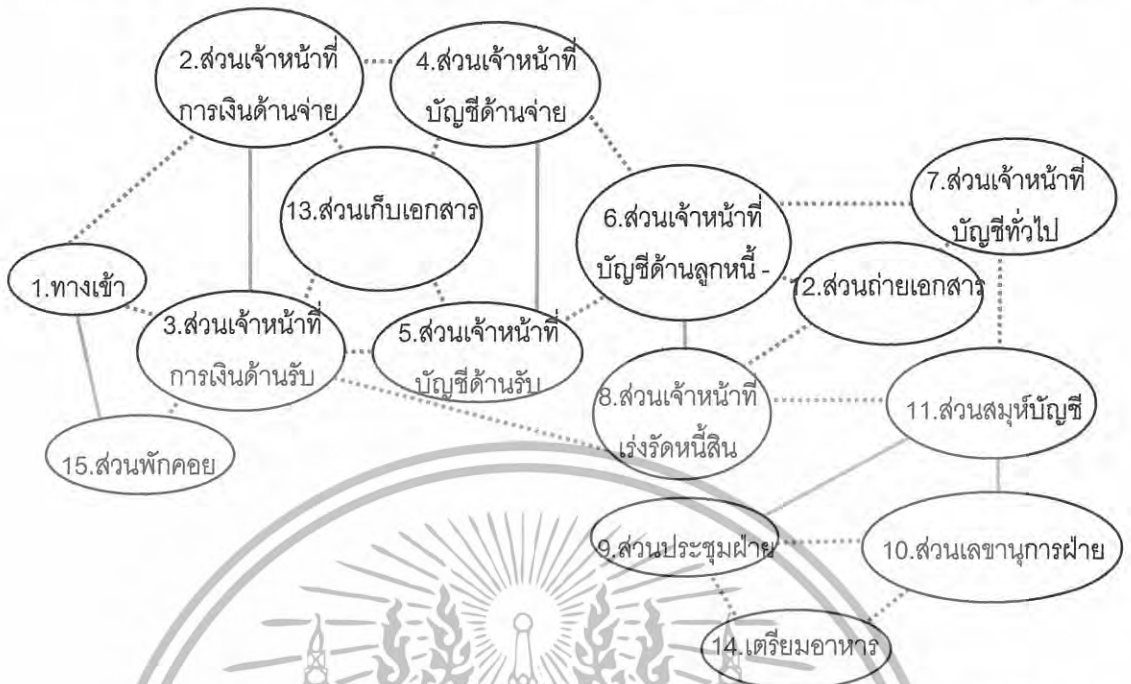 2.ส่วนเจ้าหน้าที่
การเงินด้านจ่าย
4.ส่วนเจ้าหน้าที่
บัญชีด้านจ่าย
7.ส่วนเจ้าหน้าที่
บัญชีทั่วไป
13.ส่วนเก็บเอกสาร
6.ส่วนเจ้าหน้าที่
บัญชีด้านลูกหนี้ -
1.ทางเข้า
12.ส่วนถ่ายเอกสาร
3.ส่วนเจ้าหน้าที่
การเงินด้านรับ
5.ส่วนเจ้าหน้าที่
บัญชีด้านรับ
8.ส่วนเจ้าหน้าที่
เร่งรัดหนี้สิน
11.ส่วนสมุห์บัญชี
15.ส่วนพักคอย
9.ส่วนประชุมฝ่าย
10.ส่วนเลขานุการฝ่าย
14.เตรียมอาหาร